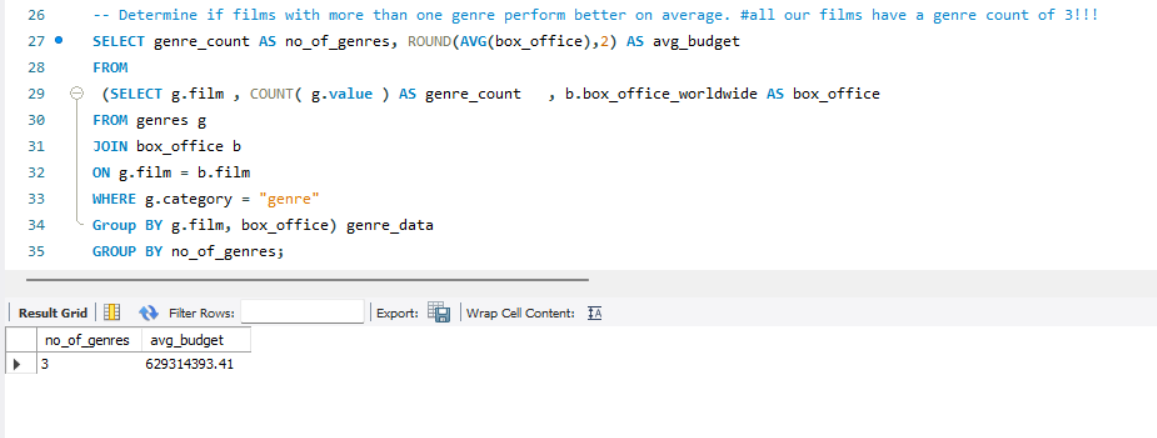 26 -- Determine if films with more than one genre perform better on average. #all our films have a genre count of 3!!!
27 SELECT genre_count AS no_of_genres, ROUND(AVG(box_office),2) AS avg_budget
28 FROM
29 (SELECT g.film , COUNT( g.value ) AS genre_count , b.box_office_worldwide AS box_office
30 FROM genres g
31 JOIN box_office b
32 ON g.film = b.film
33 WHERE g.category = "genre"
34 Group BY g.film, box_office) genre_data
35 GROUP BY no_of_genres;
Result Grid Filter Rows: Export: Wrap Cell Content: IA
no_of_genres avg_budget
3 629314393.41